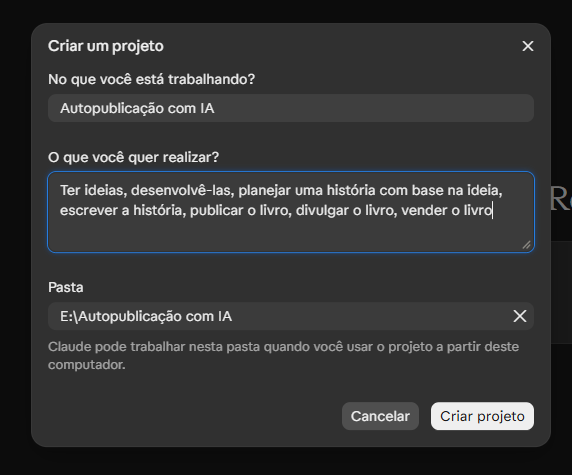 Criar um projeto
No que você está trabalhando?
Autopublicação com IA
O que você quer realizar?
Ter ideias, desenvolvê-las, planejar uma história com base na ideia,
escrever a história, publicar o livro, divulgar o livro, vender o livro
Pasta
E:\Autopublicação com IA
Claude pode trabalhar nesta pasta quando você usar o projeto a partir deste
computador.
Cancelar
Criar projeto